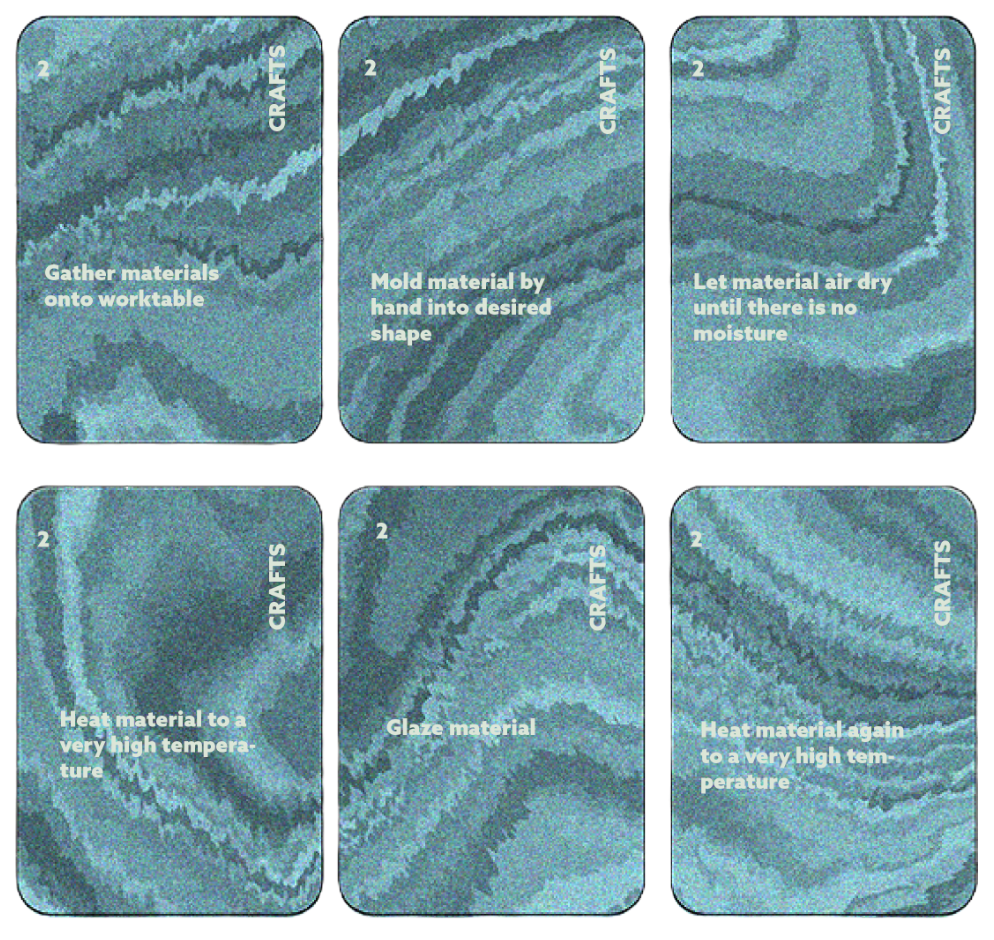 2
CRAFTS
Gather materials
onto worktable
2
CRAFTS
Mold material by
hand into desired
shape
2
CRAFTS
Let material air dry
until there is no
moisture
2
CRAFTS
Heat material to a
very high tempera-
ture
2
CRAFTS
Glaze material
2
CRAFTS
Heat material again
to a very high tem-
perature